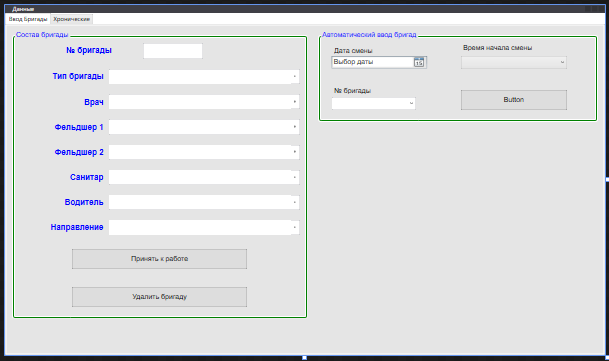 Данные
Ввод Бригады Хронические
Состав бригады
№ бригады
Тип бригады
Врач
Фельдшер 1
Фельдшер 2
Санитар
Водитель
Направление
Принять к работе
Удалить бригаду
Автоматический ввод бригад
Дата смены
Выбор даты 15
Время начала смены
№ бригады
Button